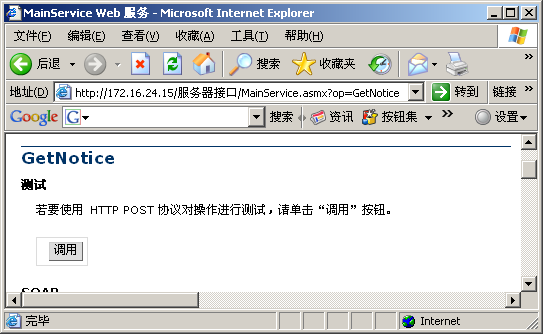 MainService Web 服务 - Microsoft Internet Explorer
文件(F) 编辑(E) 查看(V) 收藏(A) 工具(T) 帮助(H)
后退 搜索 收藏夹
地址(D) http://172.16.24.15/服务器接口/MainService.asmx?op=GetNotice 转到 链接
Google G 搜索 资讯 按钮集 设置
GetNotice
测试
若要使用 HTTP POST 协议对操作进行测试，请单击“调用”按钮。
调用
SOAP
完毕 Internet